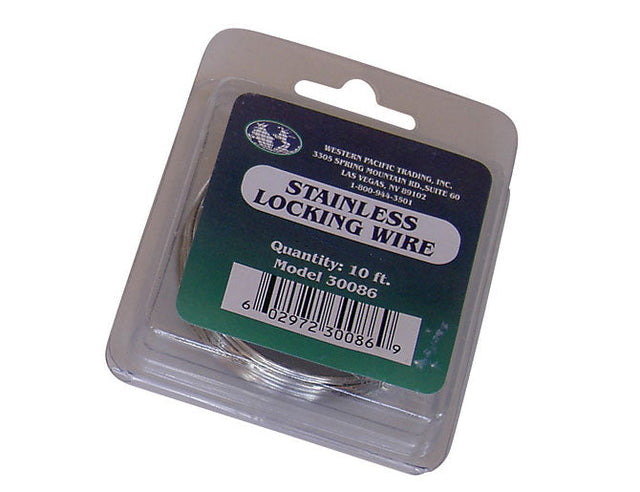 WESTERN PACIFIC TRADING, INC.
3305 SPRING MOUNTAIN RD., SUITE 60
LAS VEGAS, NV 89102
1-800-944-3501
STAINLESS
LOCKING WIRE
Quantity: 10 ft.
Model 30086
6 02972 30086 9